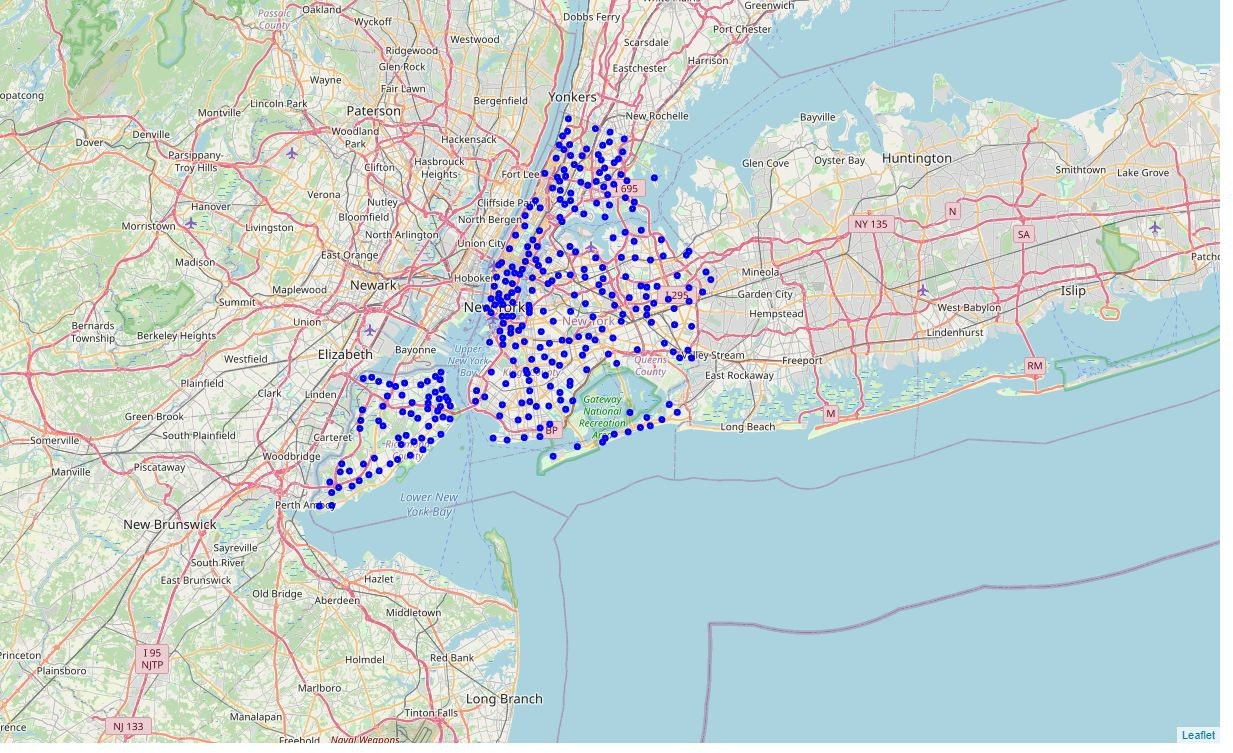 Oakland
Passaic
County
Wyckoff
Dobbs Ferry
Greenwich
Port Chester
Westwood
Scarsdale
Ridgewood
Glen Rock
Harrison
Eastchester
Wayne
Fair Lawn
opatcong
Lincoln Park
Bergenfield
Yonkers
Montville
Paterson
New Rochelle
Bayville
Denville
Woodland
Park
Hackensack
Dover
Parsippany-
Troy Hills
Hasbrouck
Heights
Clifton
Fort Lee
Glen Cove
Oyster Bay
Huntington
Smithtown
Lake Grove
I 695
Verona
Nutley
Cliffside Pa
Hanover
Bloomfield
North Bergen
N
NY 135
SA
Morristown
Livingston
North Arlington
Union City
East Orange
Madison
Patcho
Mineola
Hoboken
Maplewood
Newark
I 295
Garden City
Islip
Summit
New York
West Babylon
Hempstead
Union
New York
Bernards
Township
Berkeley Heights
Lindenhurst
Bayonne
Upper
New York
Bay
Elizabeth
Westfield
lley Stream
Queens
County
Freeport
East Rockaway
RM
Plainfield
Clark
Linden
Gateway
National
Recreation
Area
Green Brook
M
Long Beach
BP
South Plainfield
Carteret
Somerville
Woodbridge
Piscataway
Manville
Lower New
York Bay
Perth Am
New Brunswick
Sayreville
South River
East Brunswick
Hazlet
Old Bridge
Aberdeen
Middletown
I 95
NJTP
Princeton
Plainsboro
Holmdel
Red Bank
Marlboro
Long Branch
Tinton Falls
Manalapan
NJ 133
rence
Freehold
Naval Weapons
Leaflet